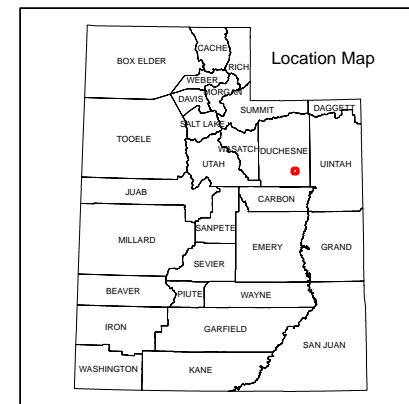 Location Map
CACHE
BOX ELDER
RICH
WEBER
MORGAN
DAVIS
SUMMIT
DAGGETT
SALT LAKE
TOOELE
WASATCH
DUCHESNE
UTAH
UINTAH
JUAB
CARBON
SANPETE
MILLARD
EMERY
GRAND
SEVIER
BEAVER
PIUTE
WAYNE
IRON
GARFIELD
SAN JUAN
WASHINGTON
KANE